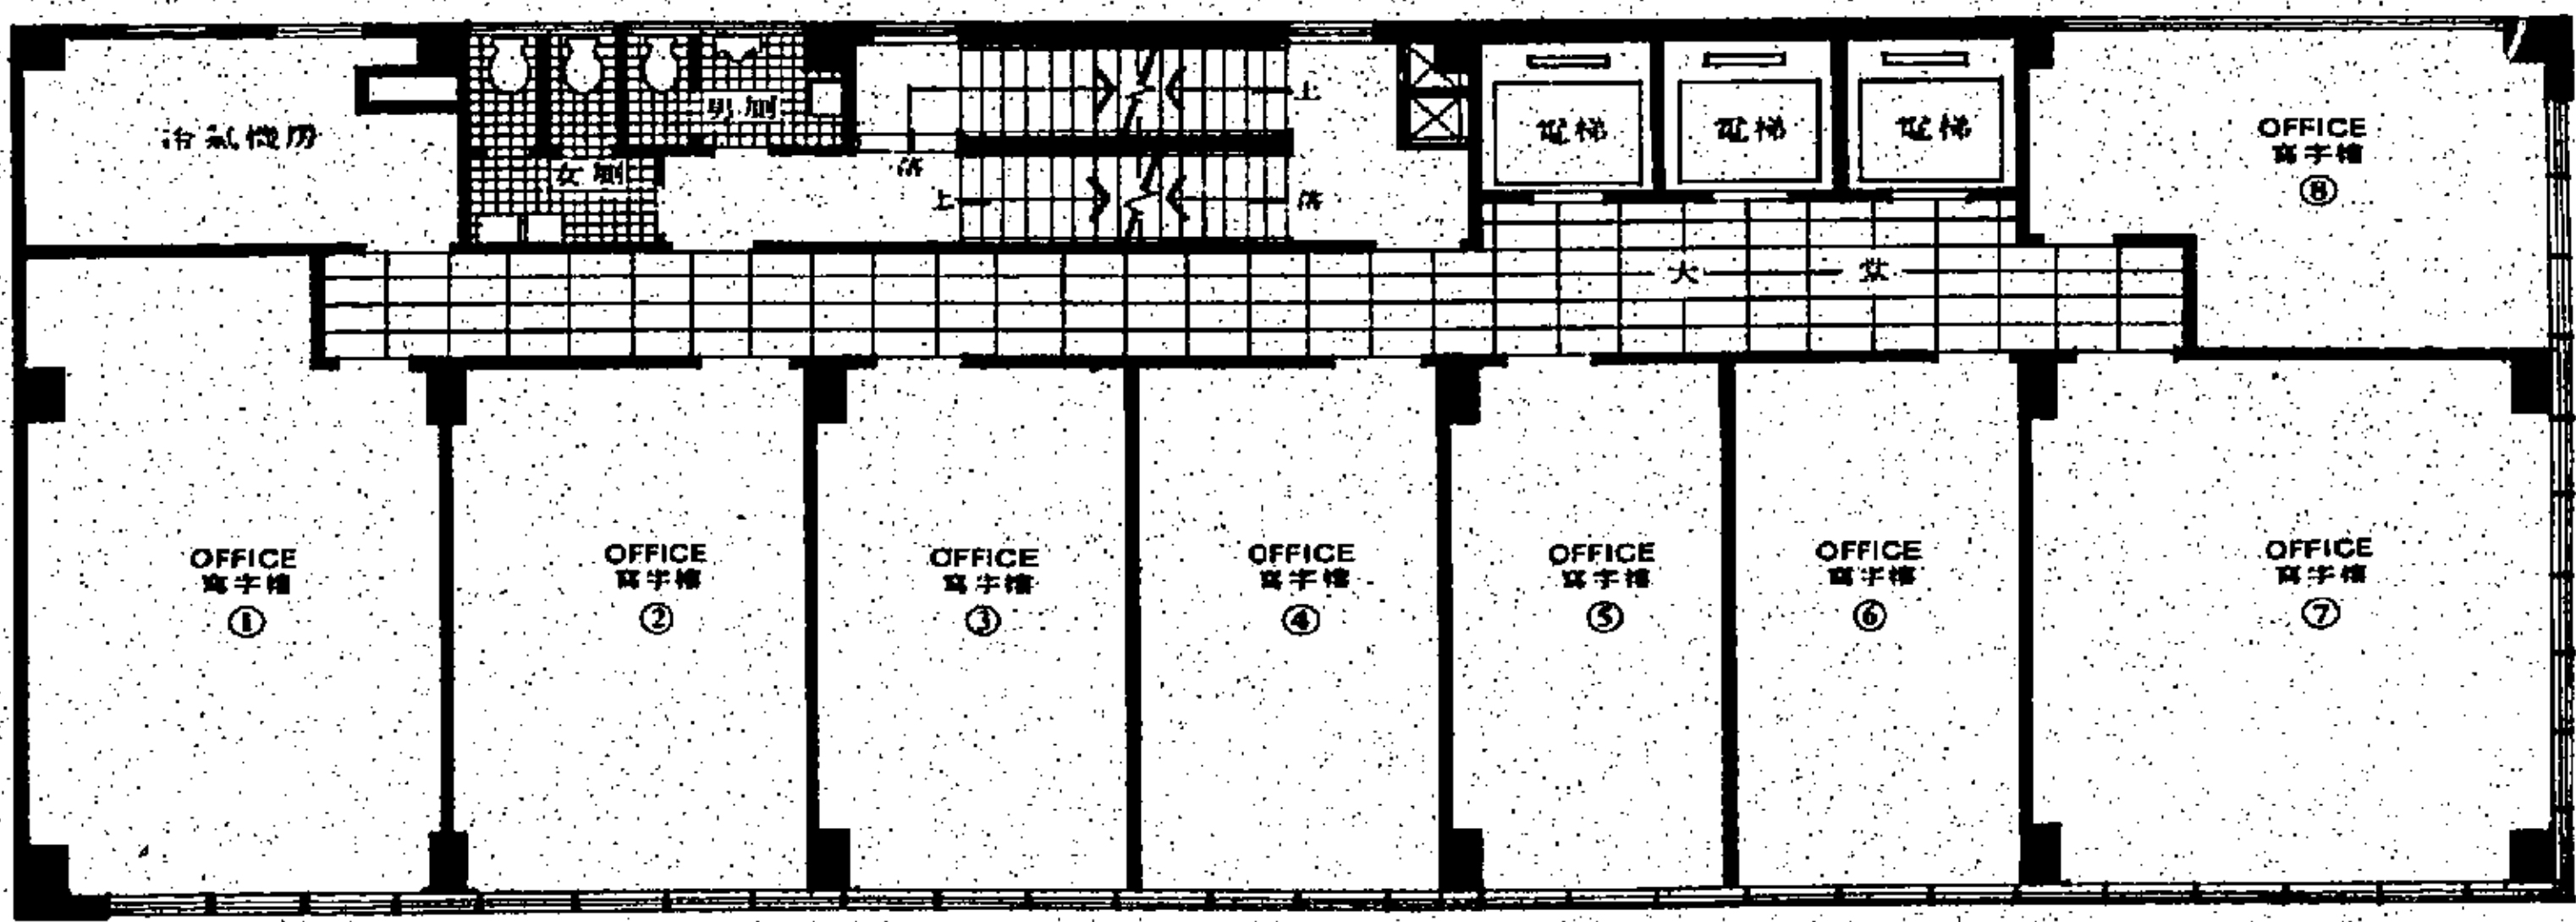 冷氣機房
男厠
女厠
上
落
上
落
電梯
電梯
電梯
大堂
OFFICE
寫字樓
⑧
OFFICE
寫字樓
①
OFFICE
寫字樓
②
OFFICE
寫字樓
③
OFFICE
寫字樓
④
OFFICE
寫字樓
⑤
OFFICE
寫字樓
⑥
OFFICE
寫字樓
⑦